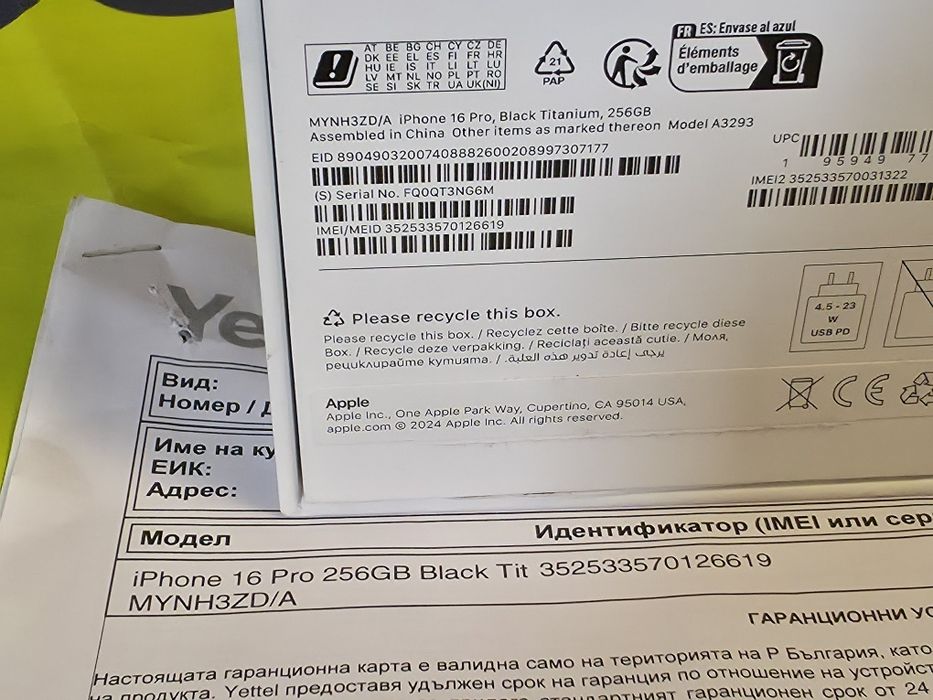 FR ES: Envase al azul
Éléments
d'emballage
AT BE BG CH CY CZ DE
DK EE EL ES FI FR HR
HU IE IS IT LI LT LU
LV MT NL NO PL PT RO
SE SI SK TR UA UK(NI)
21
PAP
MYNH3ZD/A iPhone 16 Pro, Black Titanium, 256GB
Assembled in China Other items as marked thereon Model A3293
EID 89049032007408882600208997307177
UPC
1 95949 77
(S) Serial No. FQ0QT3NG6M
IMEI2 352533570031322
IMEI/MEID 352533570126619
Please recycle this box.
Please recycle this box. / Recyclez cette boîte. / Bitte recycle diese
Box. / Recycle deze verpakking. / Reciclați această cutie. / Моля,
рециклирайте кутията. / يرجى إعادة تدوير هذه العلبة.
4.5 - 23
W
USB PD
Apple
Apple Inc., One Apple Park Way, Cupertino, CA 95014 USA.
apple.com © 2024 Apple Inc. All rights reserved.
CE
Yet
Вид:
Номер / Д
Име на ку
ЕИК:
Адрес:
Модел Идентификатор (IMEI или сер
iPhone 16 Pro 256GB Black Tit 352533570126619
MYNH3ZD/A
ГАРАНЦИОННИ УС
Настоящата гаранционна карта е валидна само на територията на Р България, като
на продукта. Yettel предоставя удължен срок на гаранция по отношение на устройст
стандартният гаранционен срок от 24